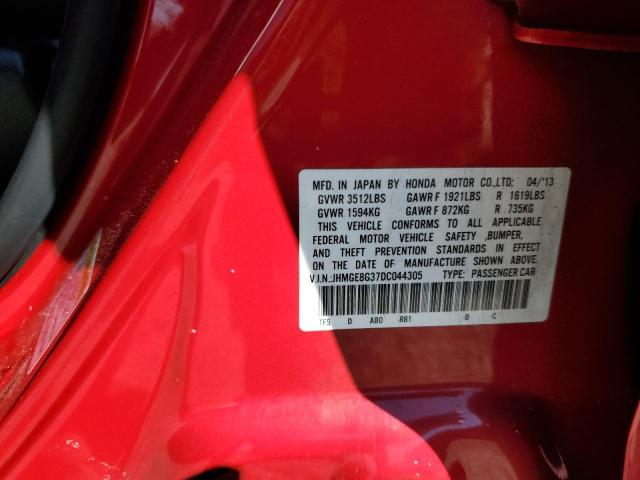 MFD. IN JAPAN BY HONDA MOTOR CO.,LTD; 04/'13
GVWR 3512LBS GAWR F 1921LBS R 1619LBS
GVWR 1594KG GAWR F 872KG R 735KG
THIS VEHICLE CONFORMS TO ALL APPLICABLE
FEDERAL MOTOR VEHICLE SAFETY ,BUMPER,
AND THEFT PREVENTION STANDARDS IN EFFECT
ON THE DATE OF MANUFACTURE SHOWN ABOVE.
V.I.N.:JHMGE8G37DC044305 TYPE: PASSENGER CAR
TF5 D AB0 -R81 -B -C